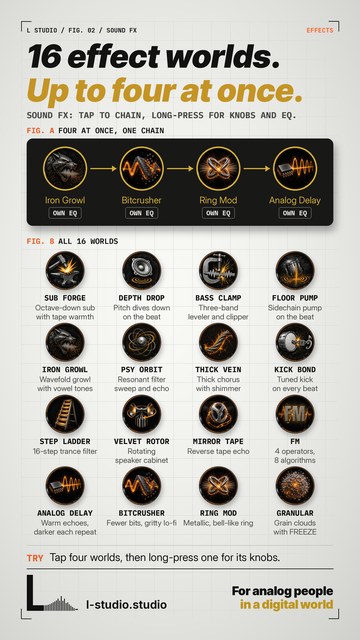 L STUDIO / FIG. 02 / SOUND FX
EFFECTS
16 effect worlds.
Up to four at once.
SOUND FX: TAP TO CHAIN, LONG-PRESS FOR KNOBS AND EQ.
FIG. A FOUR AT ONCE, ONE CHAIN
Iron Growl Bitcrusher Ring Mod Analog Delay
OWN EQ OWN EQ OWN EQ OWN EQ
FIG. B ALL 16 WORLDS
SUB FORGE DEPTH DROP BASS CLAMP FLOOR PUMP
Octave-down sub Pitch dives down Three-band Sidechain pump
with tape warmth on the beat leveler and clipper on the beat
IRON GROWL PSY ORBIT THICK VEIN KICK BOND
Wavefold growl Resonant filter Thick chorus Tuned kick
with vowel tones sweep and echo with shimmer on every beat
FM
STEP LADDER VELVET ROTOR MIRROR TAPE FM
16-step trance filter Rotating Reverse tape echo 4 operators,
speaker cabinet 8 algorithms
ANALOG DELAY BITCRUSHER RING MOD GRANULAR
Warm echoes, Fewer bits, gritty lo-fi Metallic, bell-like ring Grain clouds
darker each repeat with FREEZE
TRY Tap four worlds, then long-press one for its knobs.
L l-studio.studio
For analog people
in a digital world